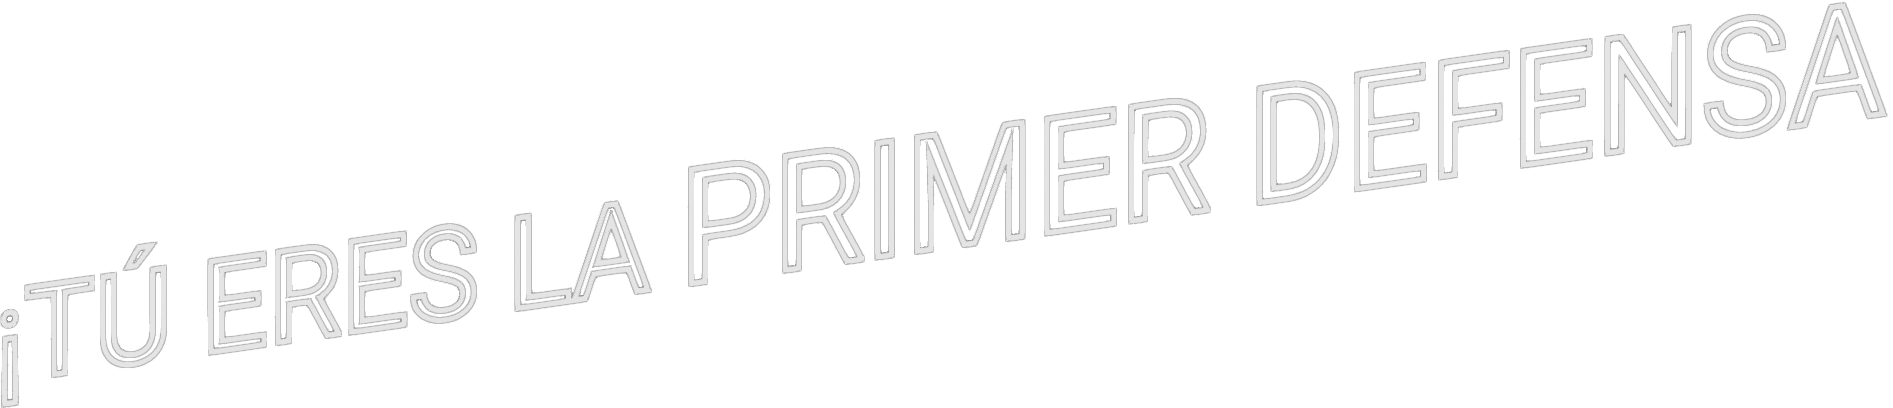 ¡TÚ ERES LA PRIMER DEFENSA